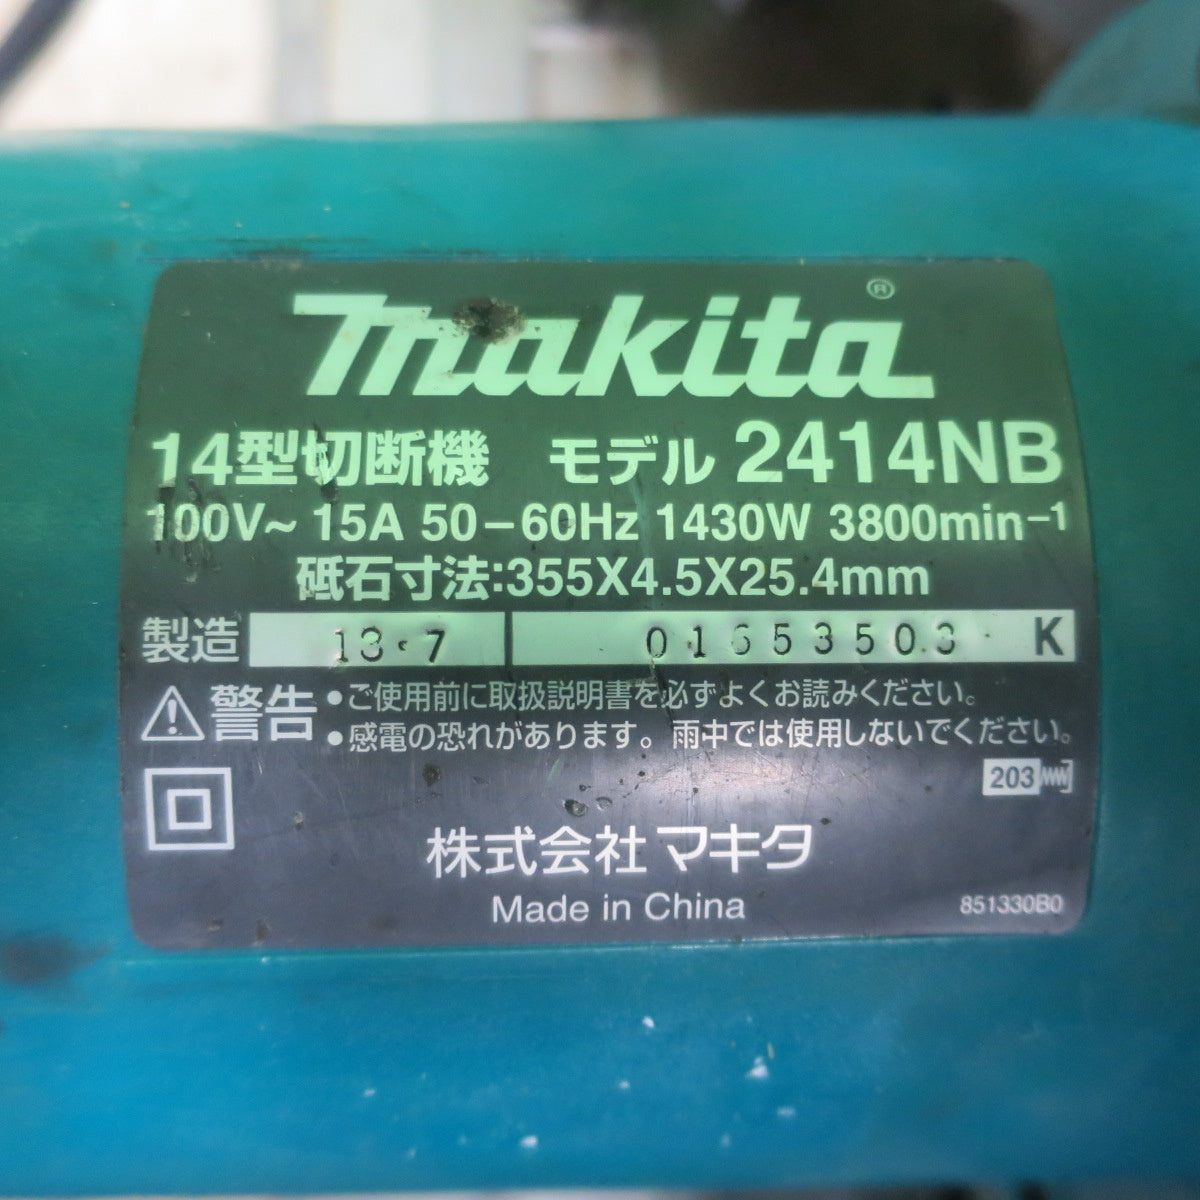 makita®
14型切断機 モデル 2414NB
100V~ 15A 50-60Hz 1430W 3800min⁻¹
砥石寸法:355X4.5X25.4mm
製造 13.7 01653503 K
警告 •ご使用前に取扱説明書を必ずよくお読みください。
•感電の恐れがあります。雨中では使用しないでください。
203
株式会社マキタ
Made in China
851330B0